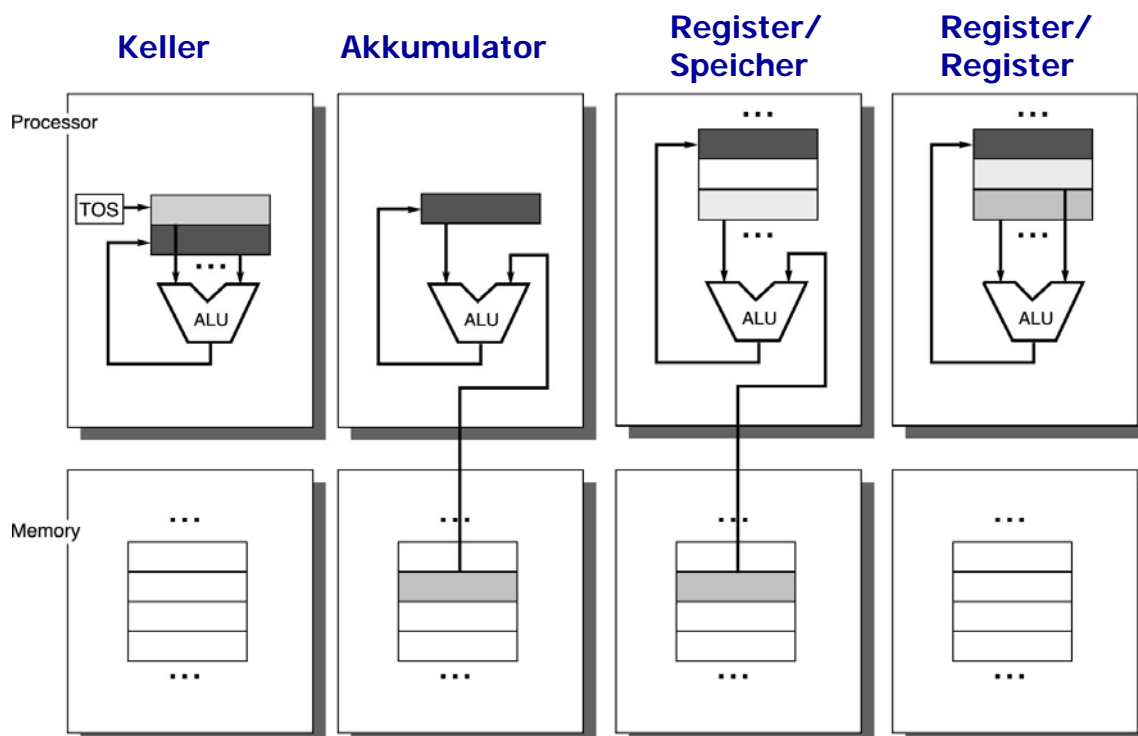 Keller
Akkumulator
Register/
Speicher
Register/
Register
Processor
TOS
...
...
...
...
...
ALU
ALU
ALU
ALU
Memory
...
...
...
...
...
...
...
...